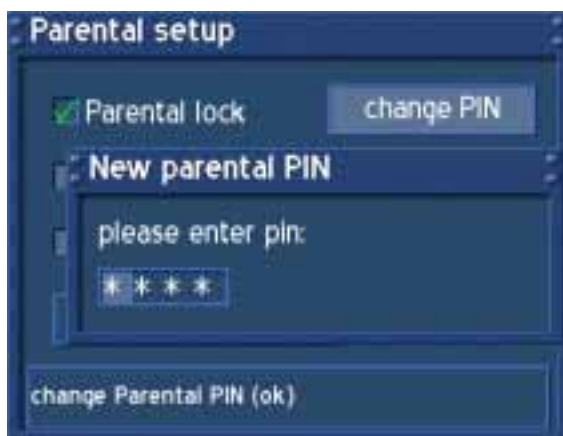 Parental setup
Parental lock
change PIN
New parental PIN
please enter pin:
* * * *
change Parental PIN (ok)